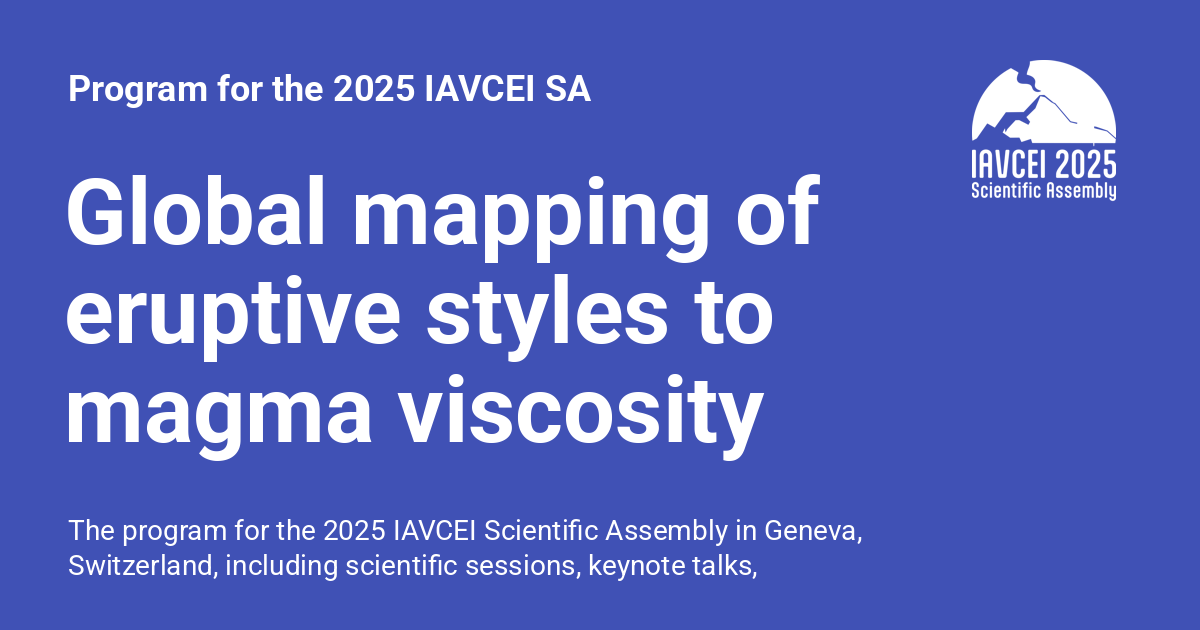 Program for the 2025 IAVCEI SA
IAVCEI 2025
Scientific Assembly
Global mapping of
eruptive styles to
magma viscosity
The program for the 2025 IAVCEI Scientific Assembly in Geneva,
Switzerland, including scientific sessions, keynote talks,